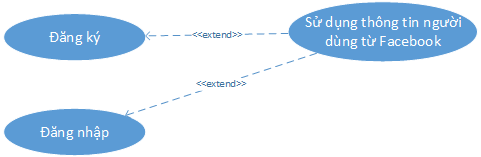 Đăng ký
<<extend>>
Sử dụng thông tin người
dùng từ Facebook
<<extend>>
Đăng nhập